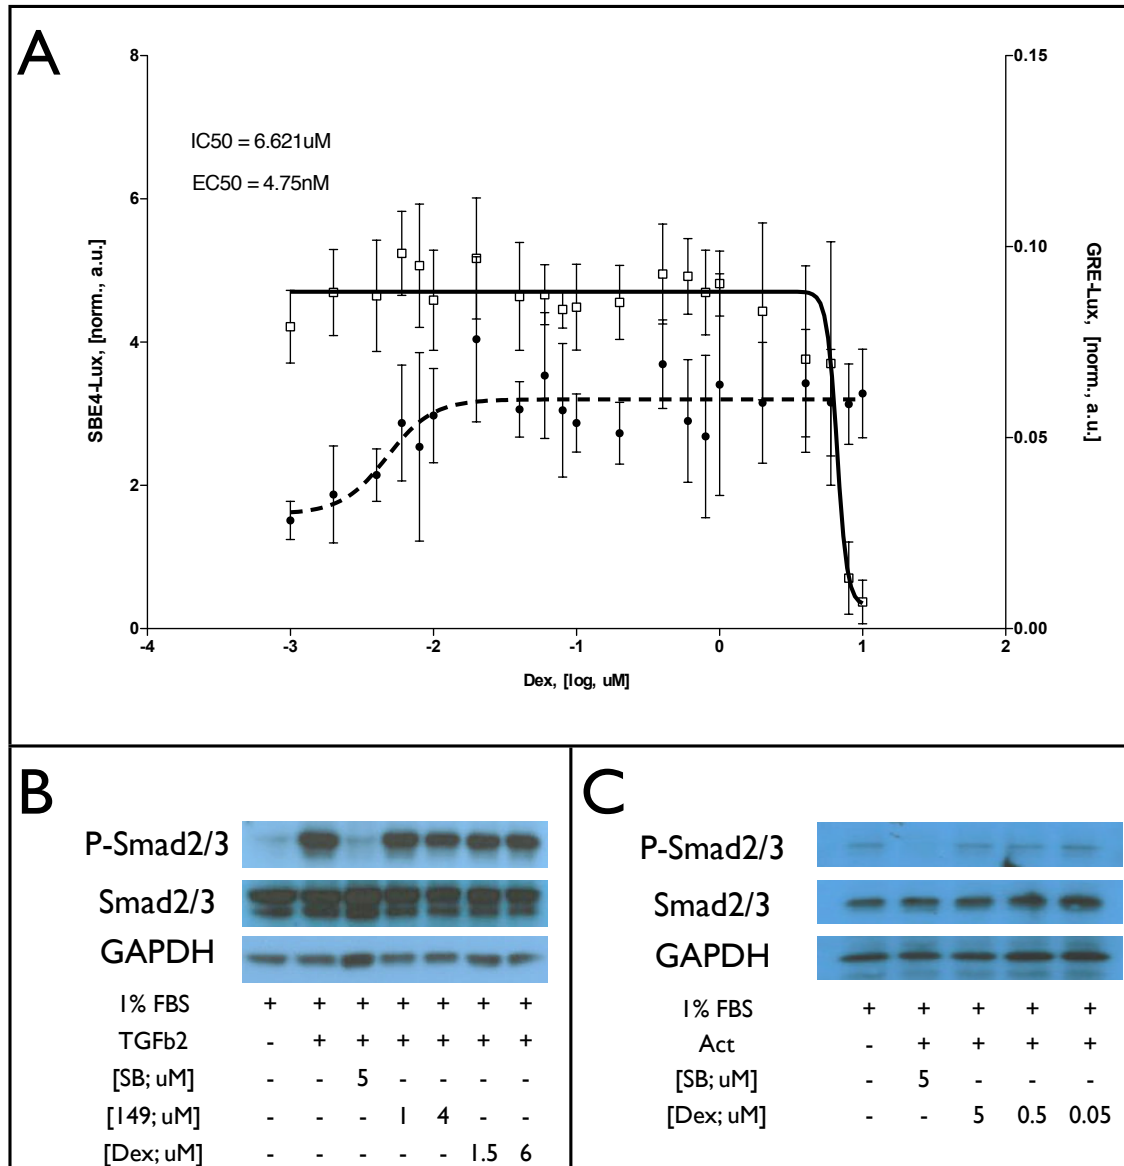 A
8
6
4
2
0
0.15
0.10
0.05
0.00
-4
-3
-2
-1
0
1
2
SBE4-Lux, [norm., a.u.]
GRE-Lux, [norm., a.u.]
Dex, [log, uM]
IC50 = 6.621uM
EC50 = 4.75nM
B
P-Smad2/3
Smad2/3
GAPDH
1% FBS + + + + + + +
TGFb2 - + + + + + +
[SB; uM] - - 5 - - - -
[149; uM] - - - 1 4 - -
[Dex; uM] - - - - - 1.5 6
C
P-Smad2/3
Smad2/3
GAPDH
1% FBS + + + + +
Act - + + + +
[SB; uM] - 5 - - -
[Dex; uM] - - 5 0.5 0.05